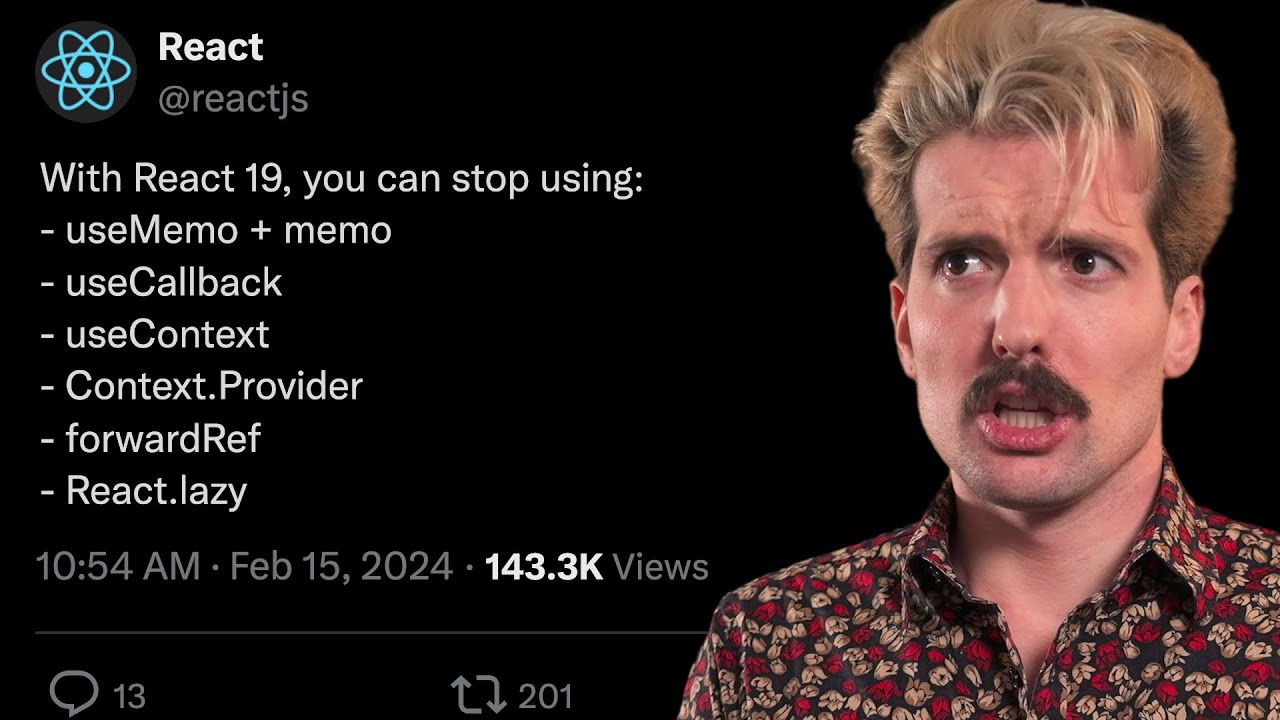 React
@reactjs
With React 19, you can stop using:
- useMemo + memo
- useCallback
- useContext
- Context.Provider
- forwardRef
- React.lazy
10:54 AM · Feb 15, 2024 · 143.3K Views
13 201